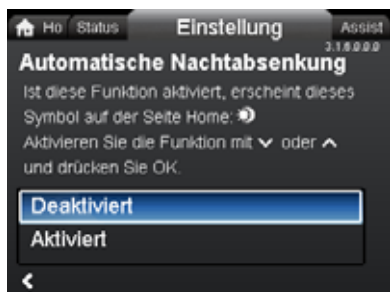 Ho Status Einstellung Assist
3.1.6.0.0.0
Automatische Nachtabsenkung
Ist diese Funktion aktiviert, erscheint dieses
Symbol auf der Seite Home:
Aktivieren Sie die Funktion mit oder
und drücken Sie OK.
Deaktiviert
Aktiviert